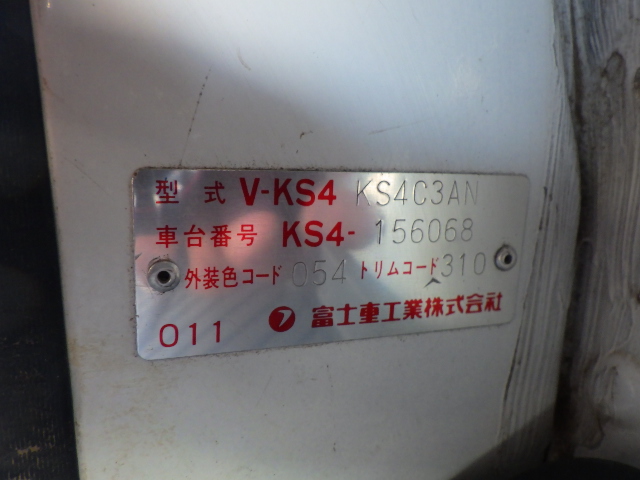 型式 V-KS4 KS4C3AN
車台番号 KS4-156068
外装色コード 054 トリムコード 310
011 フ 富士重工業株式会社